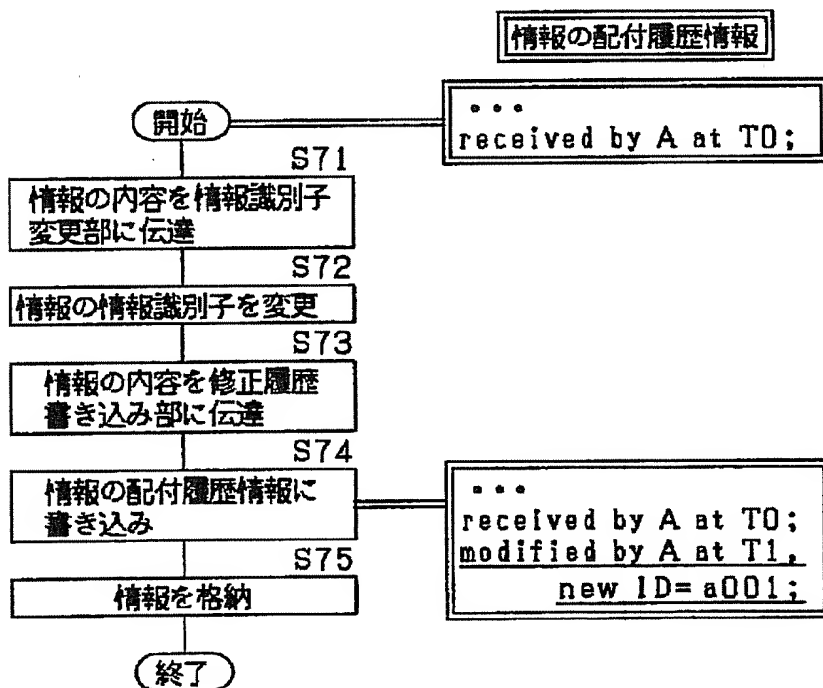 情報の配付履歴情報
開始
• • •
received by A at T0;
S71
情報の内容を情報識別子
変更部に伝達
S72
情報の情報識別子を変更
S73
情報の内容を修正履歴
書き込み部に伝達
S74
情報の配付履歴情報に
書き込み
• • •
received by A at T0;
modified by A at T1,
new ID= a001;
S75
情報を格納
終了